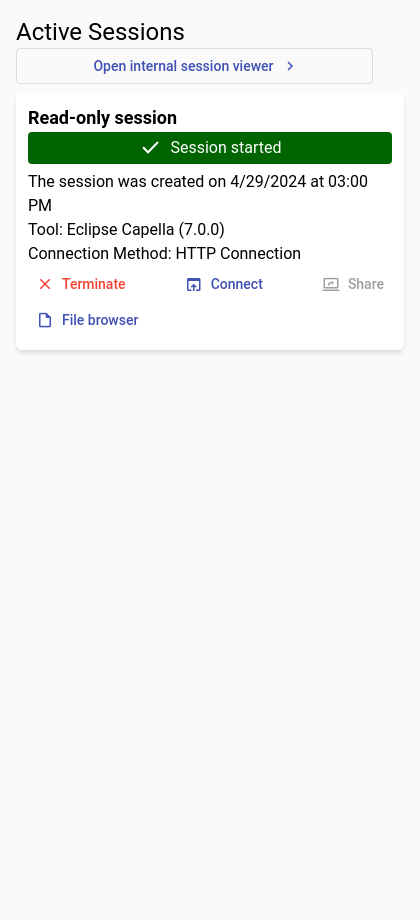 Active Sessions
Open internal session viewer
Read-only session
Session started
The session was created on 4/29/2024 at 03:00
PM
Tool: Eclipse Capella (7.0.0)
Connection Method: HTTP Connection
Terminate Connect Share
File browser